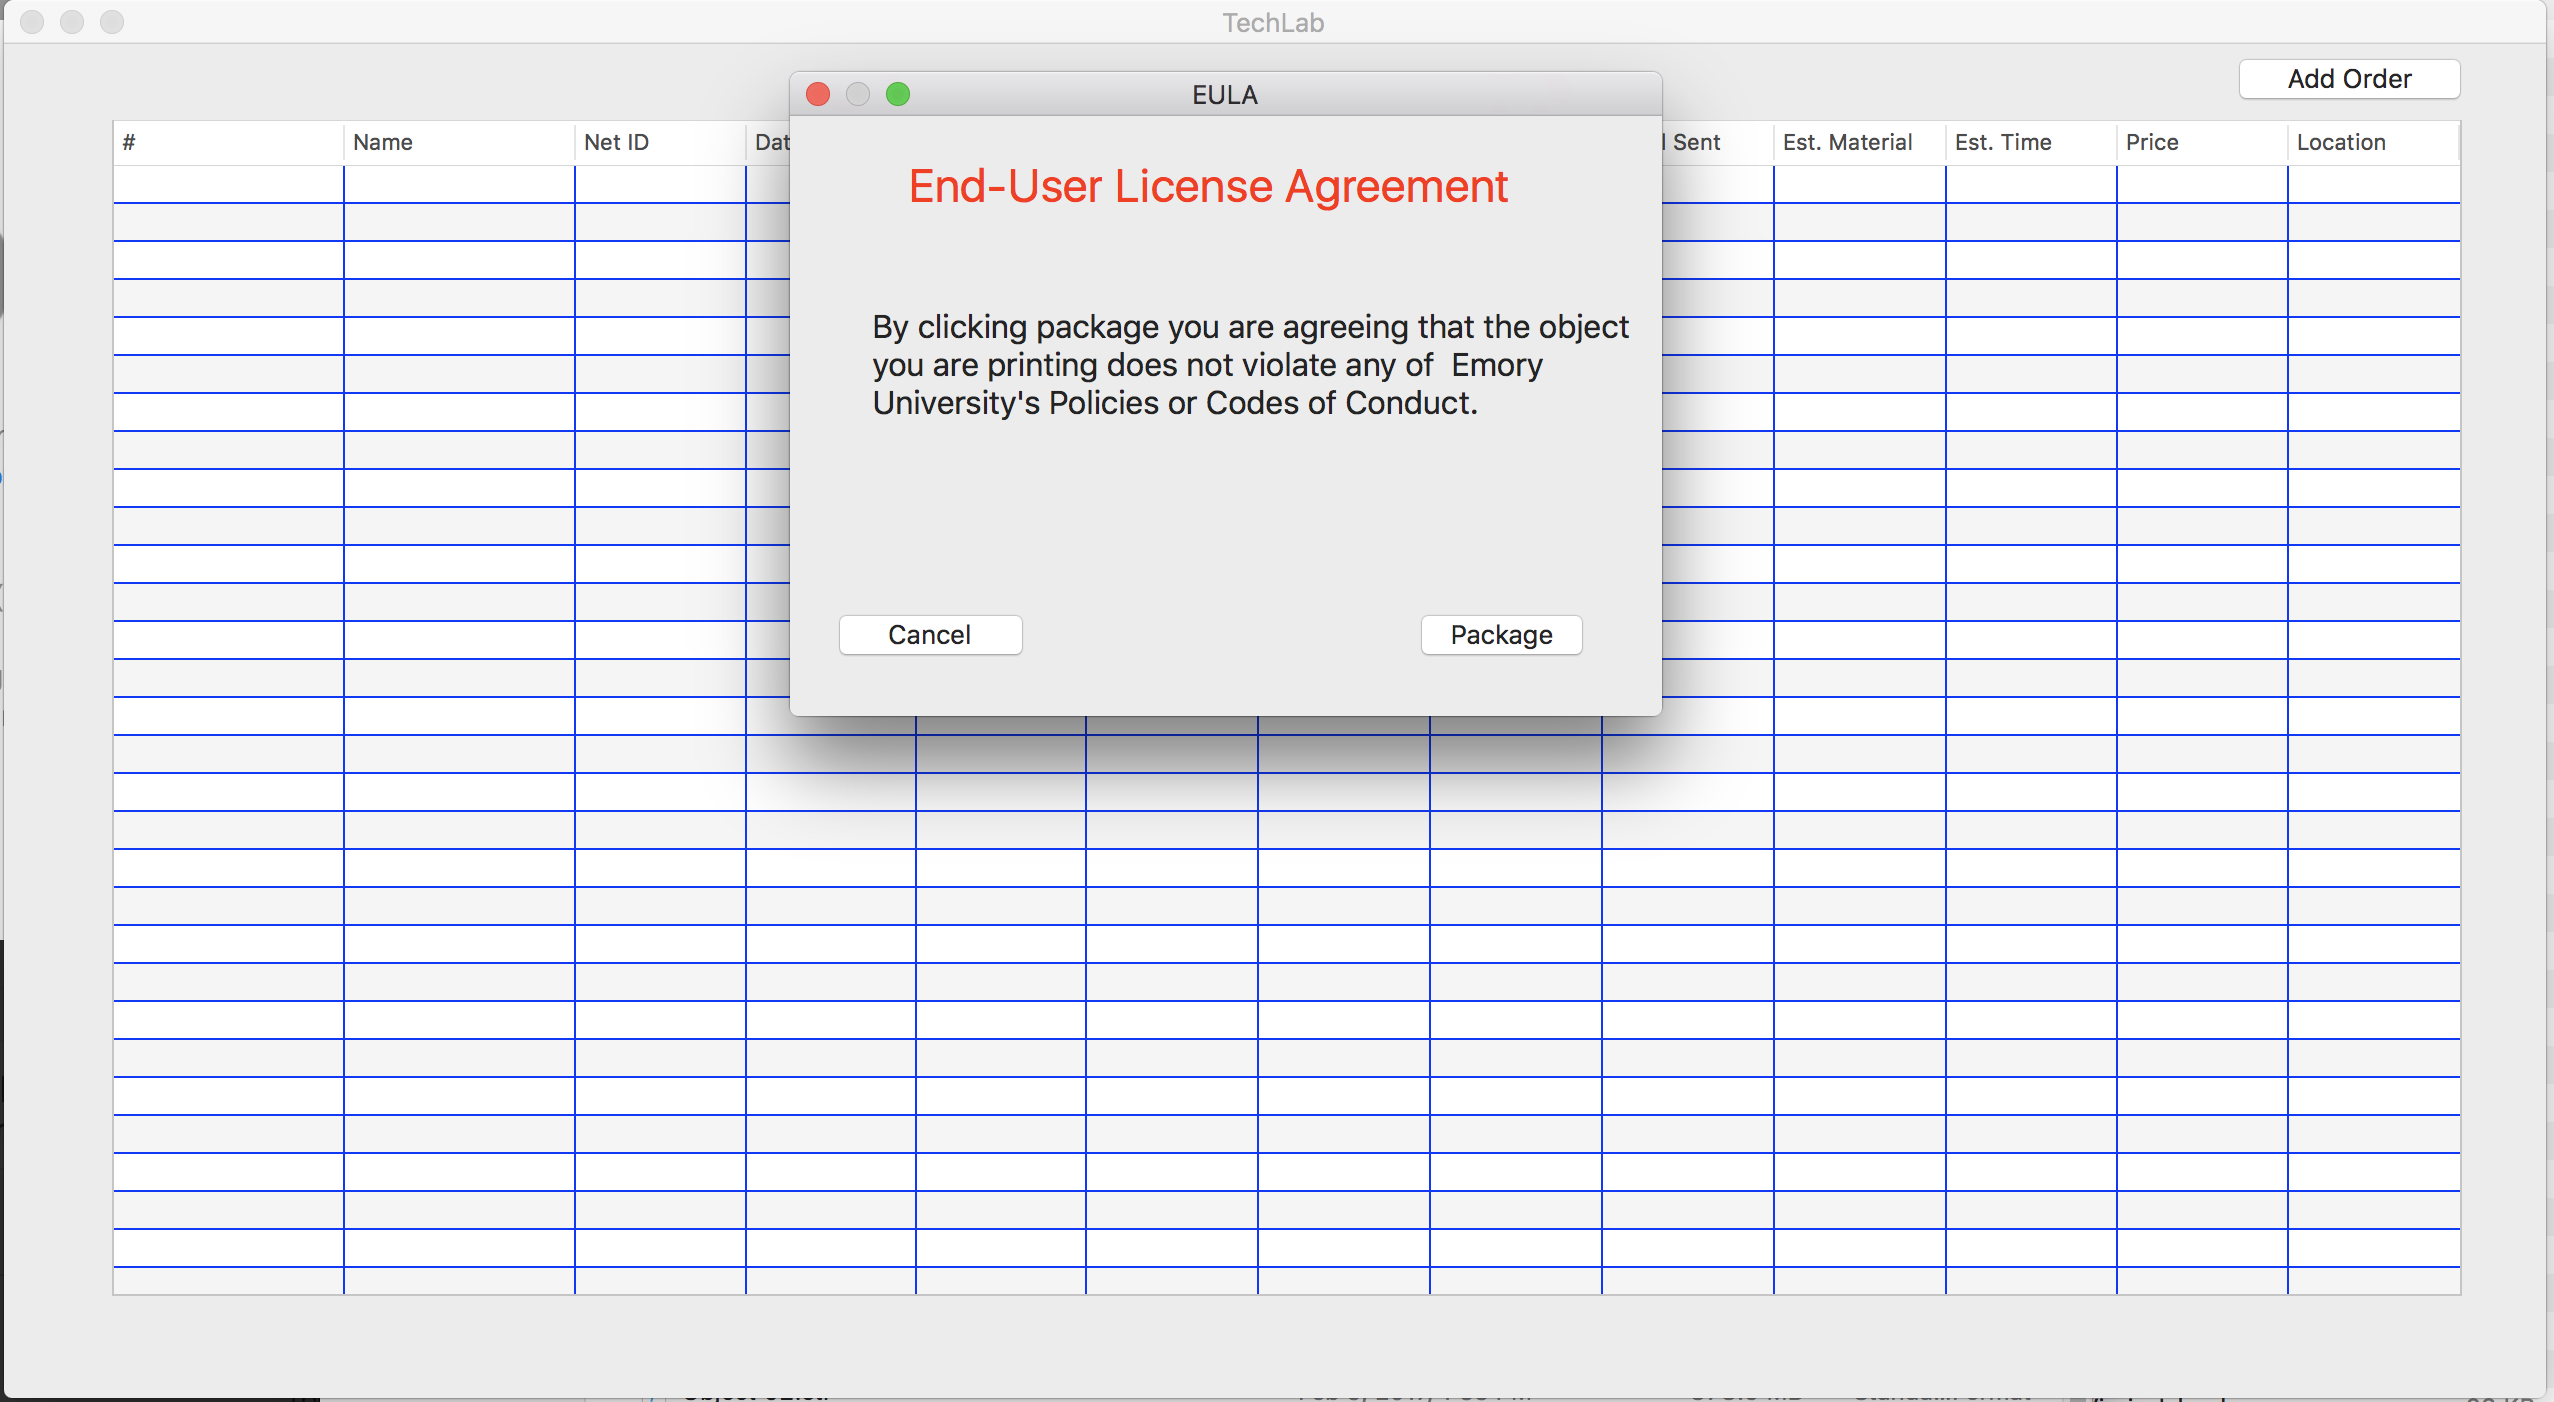 TechLab
Add Order
EULA
# Name Net ID Sent Est. Material Est. Time Price Location
End-User License Agreement
By clicking package you are agreeing that the object
you are printing does not violate any of  Emory
University's Policies or Codes of Conduct.
Cancel Package